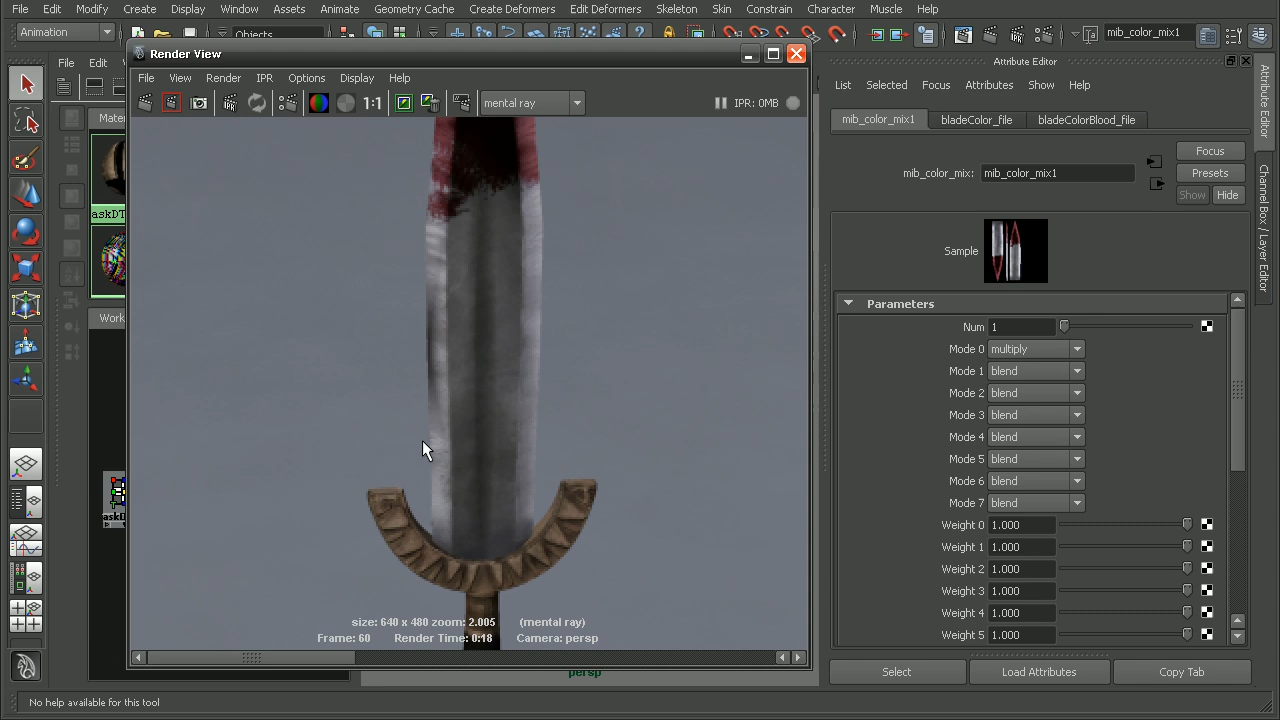 File Edit Modify Create Display Window Assets Animate Geometry Cache Create Deformers Edit Deformers Skeleton Skin Constrain Character Muscle Help
Animation Objects mib_color_mix1
Render View
File Ed
File View Render IPR Options Display Help
1:1 mental ray IPR: 0MB
Mate
askDT
Work
askD
size: 640 x 480 zoom: 2.005 (mental ray)
Frame: 60 Render Time: 0:18 Camera: persp
persp
Attribute Editor
List Selected Focus Attributes Show Help
mib_color_mix1 bladeColor_file bladeColorBlood_file
Focus
mib_color_mix: mib_color_mix1 Presets
Show Hide
Sample
Parameters
Num 1
Mode 0 multiply
Mode 1 blend
Mode 2 blend
Mode 3 blend
Mode 4 blend
Mode 5 blend
Mode 6 blend
Mode 7 blend
Weight 0 1.000
Weight 1 1.000
Weight 2 1.000
Weight 3 1.000
Weight 4 1.000
Weight 5 1.000
Select Load Attributes Copy Tab
Attribute Editor
Channel Box / Layer Editor
No help available for this tool